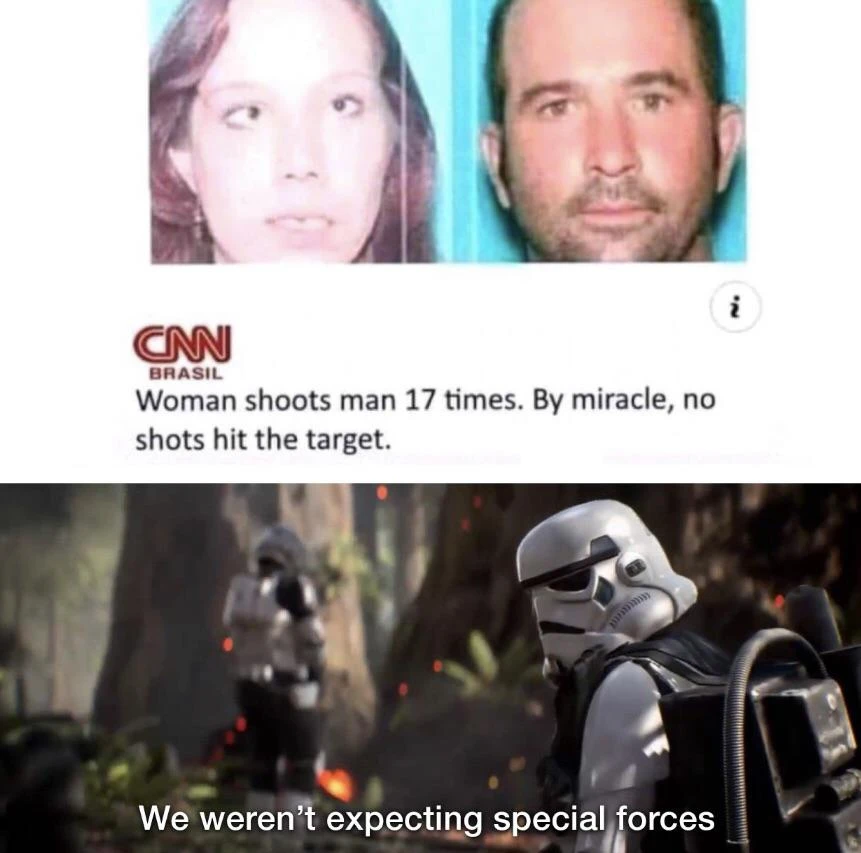 i
CNN
BRASIL
Woman shoots man 17 times. By miracle, no
shots hit the target.
We weren't expecting special forces